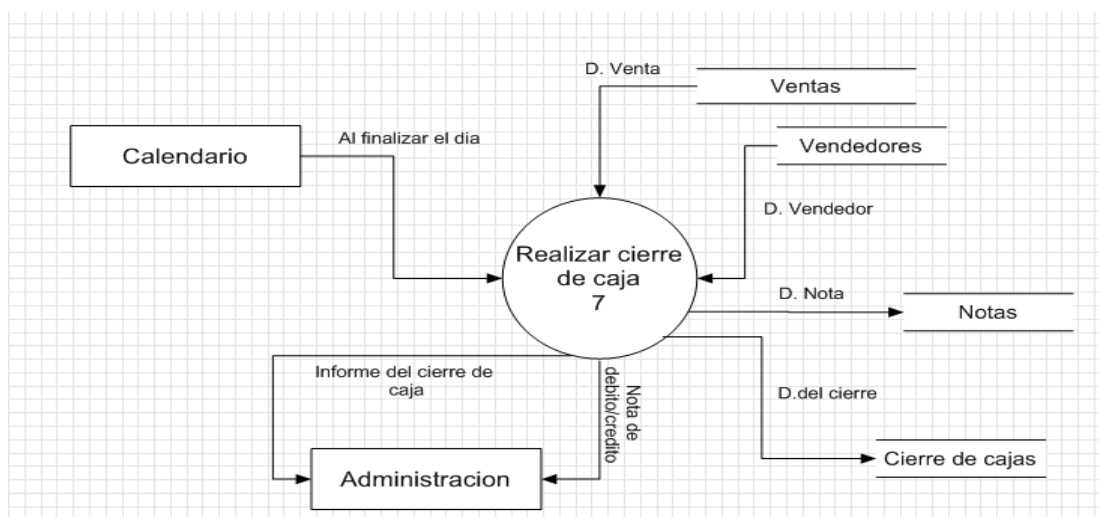 D. Venta
Ventas
Calendario
Al finalizar el dia
Vendedores
D. Vendedor
Realizar cierre
de caja
7
D. Nota
Notas
Informe del cierre de
caja
Nota de
debito/credito
D.del cierre
Cierre de cajas
Administracion